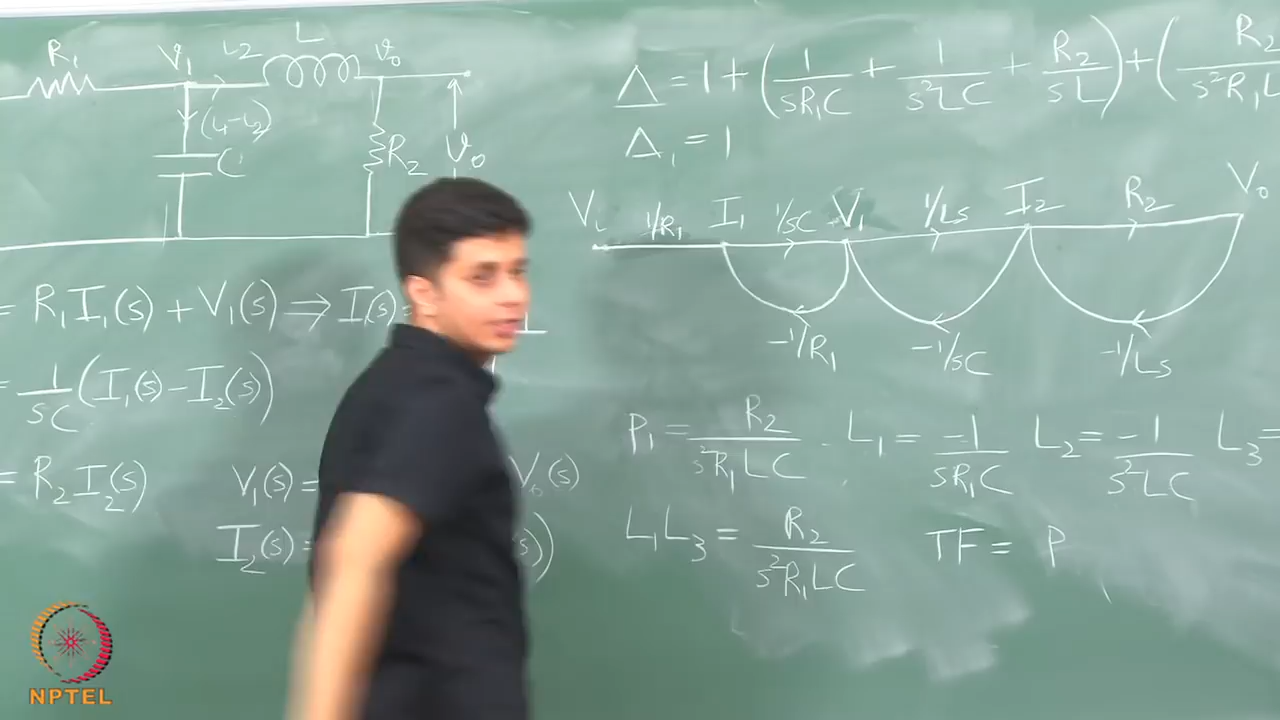 R₁ V₁ i₂ L v₀
(i₁-i₂)
C R₂ V₀
= R₁I₁(s) + V₁(s) ⇒ I₁(s) =
= 1/sC (I₁(s) - I₂(s))
= R₂I₂(s) V₁(s) = V₀(s)
I₂(s) = (s))
Δ = 1 + (1/sR₁C + 1/s²LC + R₂/sL) + (R₂/s²R₁L
Δ₁ = 1
Vᵢ 1/R₁ I₁ 1/sC V₁ 1/Ls I₂ R₂ V₀
-1/R₁ -1/sC -1/Ls
P₁ = R₂/s²R₁LC L₁ = -1/sR₁C L₂ = -1/s²LC L₃ =
L₁L₃ = R₂/s²R₁LC TF = P
NPTEL